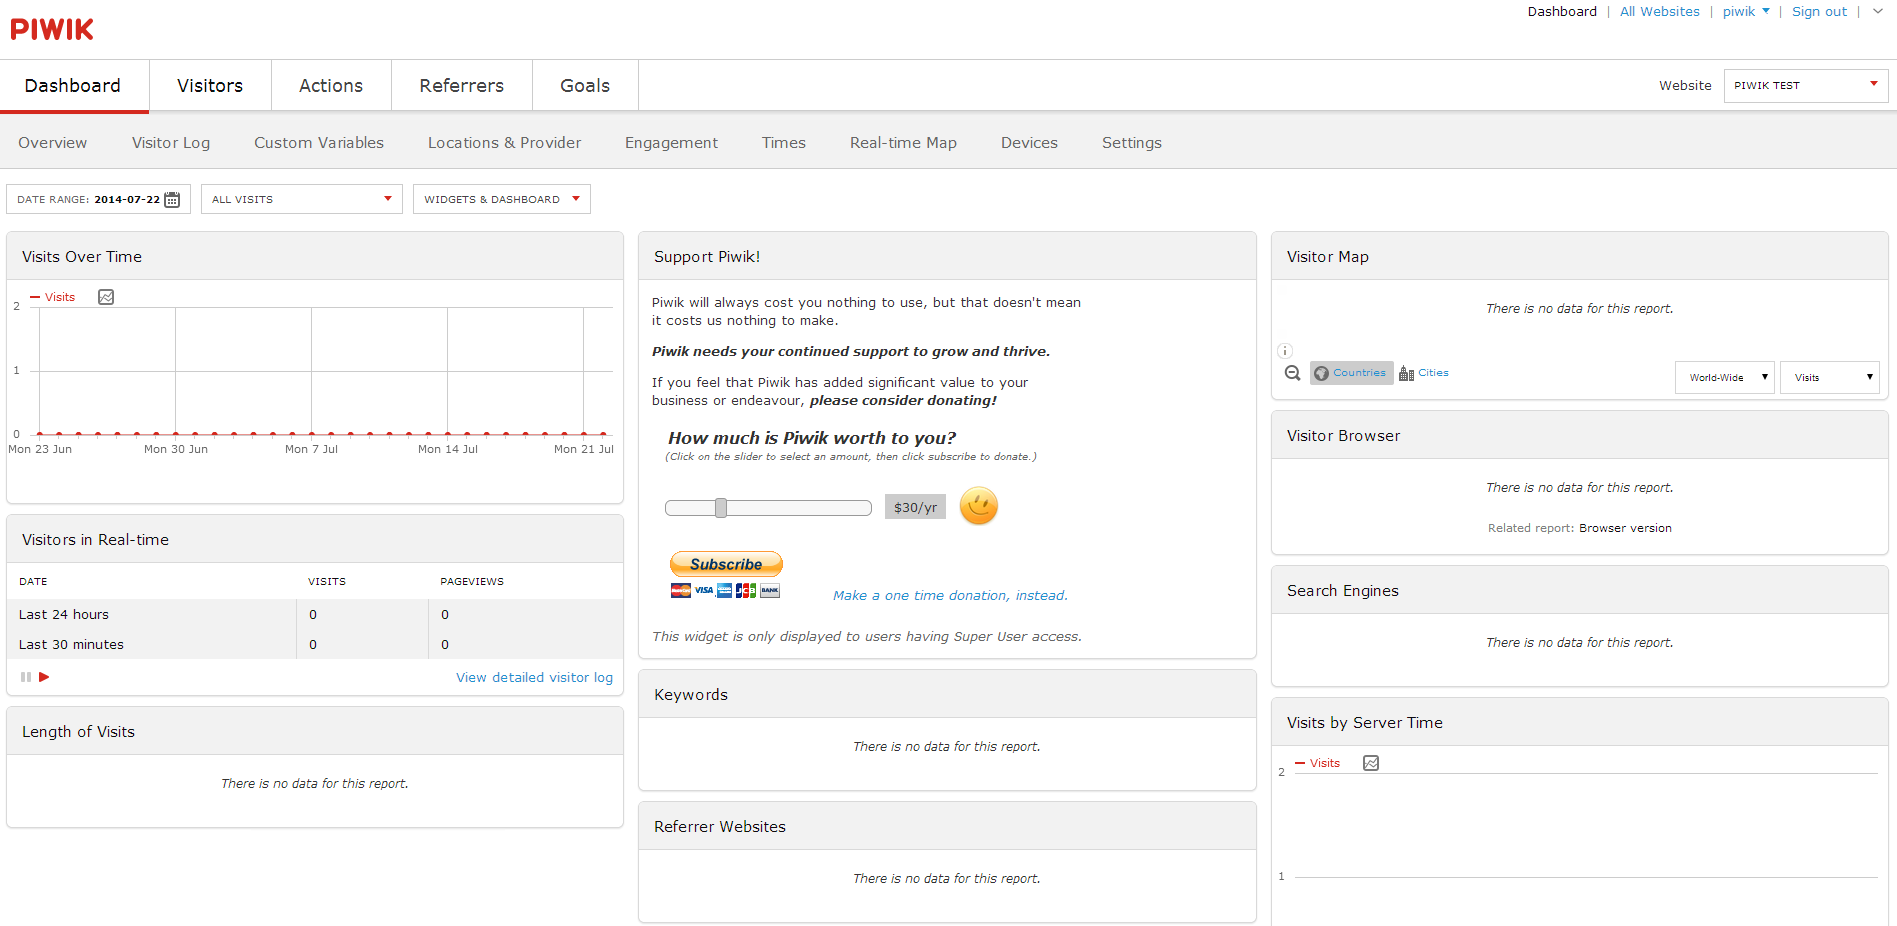 PIWIK
Dashboard | All Websites | piwik | Sign out |
Dashboard Visitors Actions Referrers Goals
Website PIWIK TEST
Overview Visitor Log Custom Variables Locations & Provider Engagement Times Real-time Map Devices Settings
DATE RANGE: 2014-07-22 ALL VISITS WIDGETS & DASHBOARD
Visits Over Time
Visits
2
1
0
Mon 23 Jun Mon 30 Jun Mon 7 Jul Mon 14 Jul Mon 21 Jul
Visitors in Real-time
DATE VISITS PAGEVIEWS
Last 24 hours 0 0
Last 30 minutes 0 0
View detailed visitor log
Length of Visits
There is no data for this report.
Support Piwik!
Piwik will always cost you nothing to use, but that doesn't mean
it costs us nothing to make.
Piwik needs your continued support to grow and thrive.
If you feel that Piwik has added significant value to your
business or endeavour, please consider donating!
How much is Piwik worth to you?
(Click on the slider to select an amount, then click subscribe to donate.)
$30/yr
Subscribe
VISA JCB BANK
Make a one time donation, instead.
This widget is only displayed to users having Super User access.
Keywords
There is no data for this report.
Referrer Websites
There is no data for this report.
Visitor Map
There is no data for this report.
Countries Cities
World-Wide Visits
Visitor Browser
There is no data for this report.
Related report: Browser version
Search Engines
There is no data for this report.
Visits by Server Time
Visits
2
1